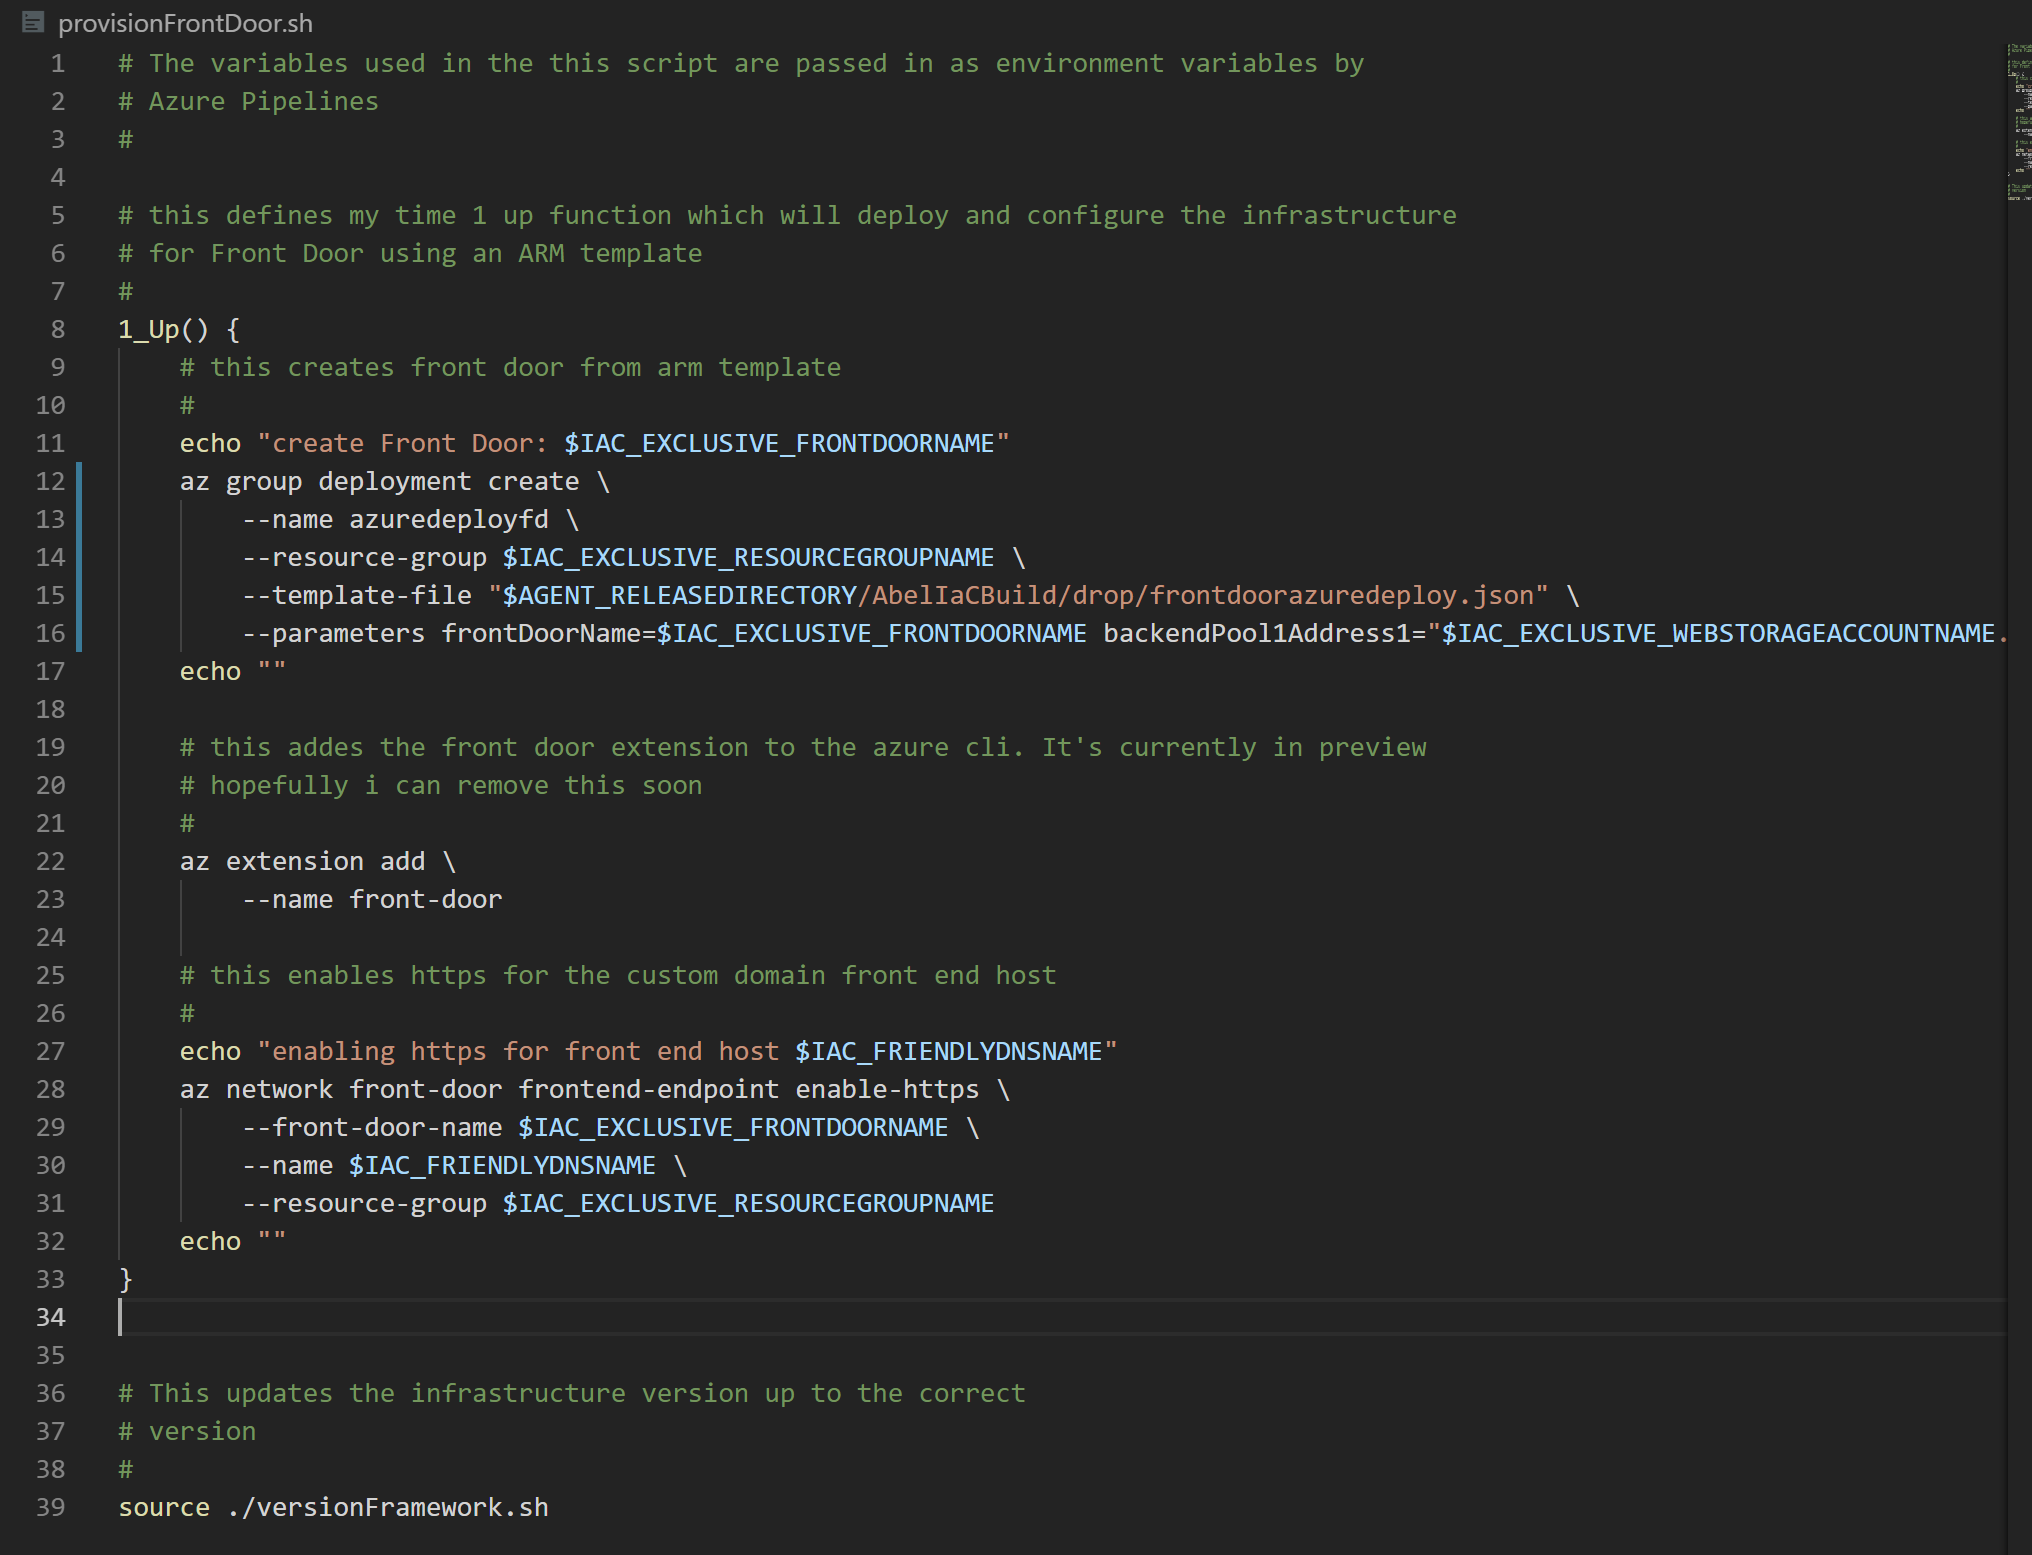 provisionFrontDoor.sh
1 # The variables used in the this script are passed in as environment variables by
2 # Azure Pipelines
3 #
4
5 # this defines my time 1 up function which will deploy and configure the infrastructure
6 # for Front Door using an ARM template
7 #
8 1_Up() {
9 # this creates front door from arm template
10 #
11 echo "create Front Door: $IAC_EXCLUSIVE_FRONTDOORNAME"
12 az group deployment create \
13 --name azuredeployfd \
14 --resource-group $IAC_EXCLUSIVE_RESOURCEGROUPNAME \
15 --template-file "$AGENT_RELEASEDIRECTORY/AbelIaCBuild/drop/frontdoorazuredeploy.json" \
16 --parameters frontDoorName=$IAC_EXCLUSIVE_FRONTDOORNAME backendPool1Address1="$IAC_EXCLUSIVE_WEBSTORAGEACCOUNTNAME.
17 echo ""
18
19 # this addes the front door extension to the azure cli. It's currently in preview
20 # hopefully i can remove this soon
21 #
22 az extension add \
23 --name front-door
24
25 # this enables https for the custom domain front end host
26 #
27 echo "enabling https for front end host $IAC_FRIENDLYDNSNAME"
28 az network front-door frontend-endpoint enable-https \
29 --front-door-name $IAC_EXCLUSIVE_FRONTDOORNAME \
30 --name $IAC_FRIENDLYDNSNAME \
31 --resource-group $IAC_EXCLUSIVE_RESOURCEGROUPNAME
32 echo ""
33 }
34
35
36 # This updates the infrastructure version up to the correct
37 # version
38 #
39 source ./versionFramework.sh